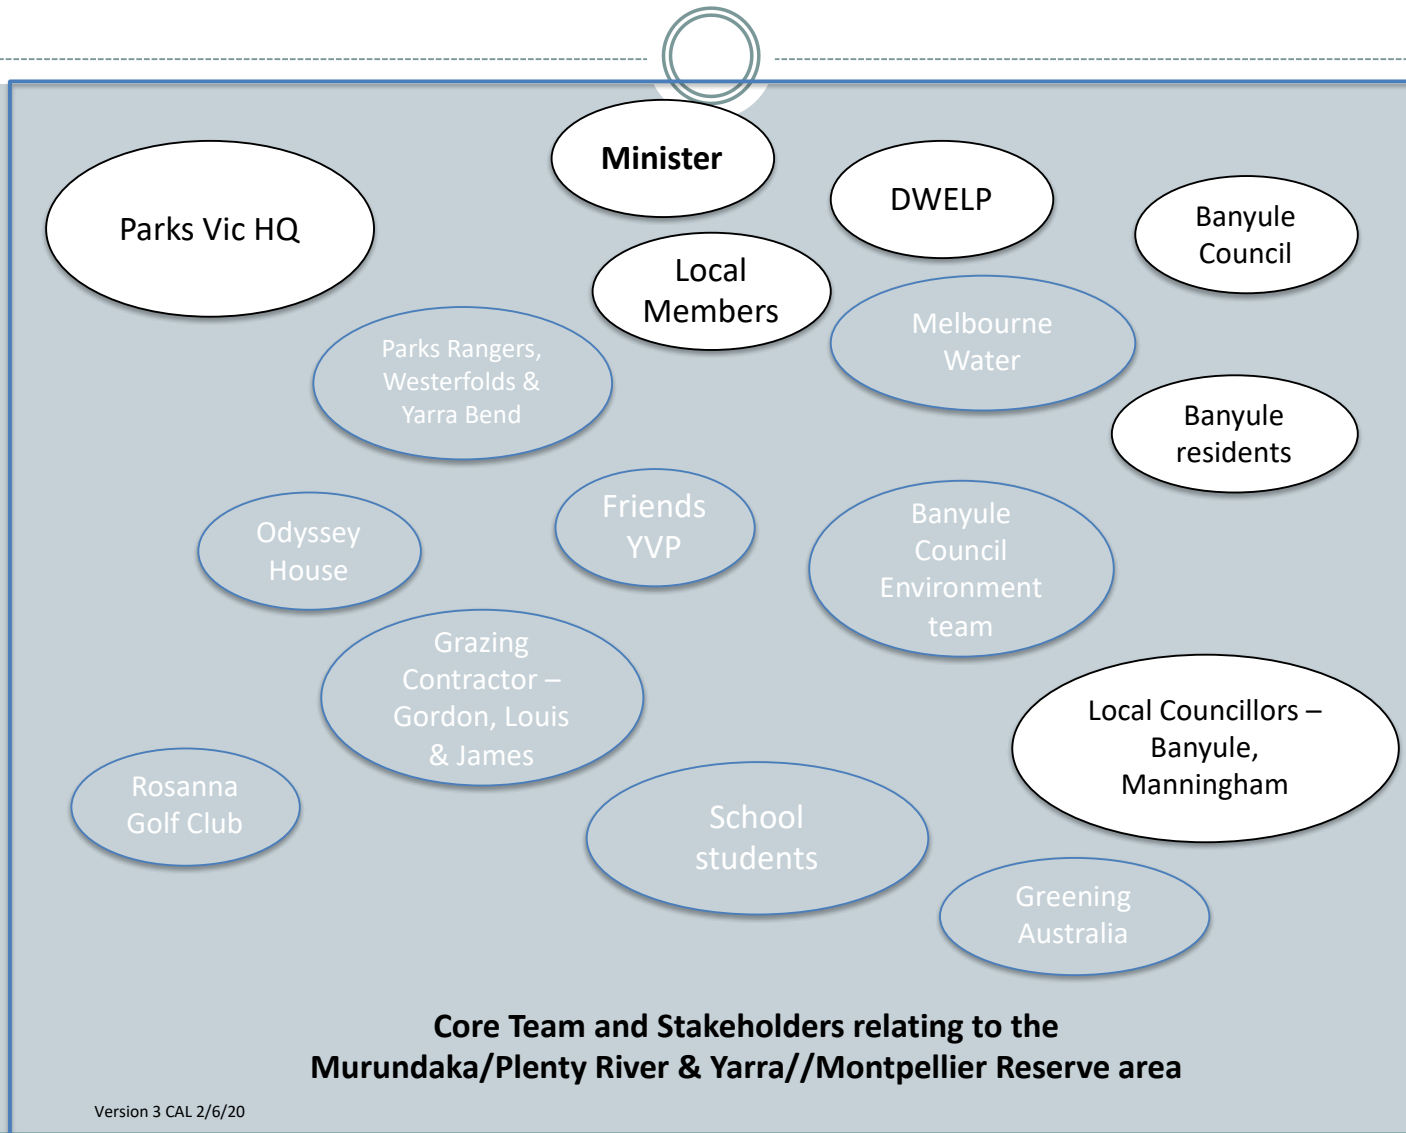 Minister
Parks Vic HQ
DWELP
Banyule
Council
Local
Members
Melbourne
Water
Parks Rangers,
Westerfolds &
Yarra Bend
Banyule
residents
Odyssey
House
Friends
YVP
Banyule
Council
Environment
team
Grazing
Contractor –
Gordon, Louis
& James
Local Councillors –
Banyule,
Manningham
Rosanna
Golf Club
School
students
Greening
Australia
Core Team and Stakeholders relating to the
Murundaka/Plenty River & Yarra//Montpellier Reserve area
Version 3 CAL 2/6/20